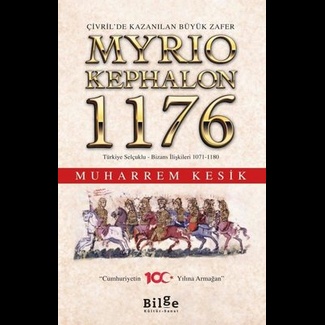 ÇİVRİL'DE KAZANILAN BÜYÜK ZAFER
MYRIO
KEPHALON
1176
Türkiye Selçuklu - Bizans İlişkileri 1071-1180
MUHARREM KESİK
"Cumhuriyetin 100. Yılına Armağan"
Bilge
Kültür-Sanat